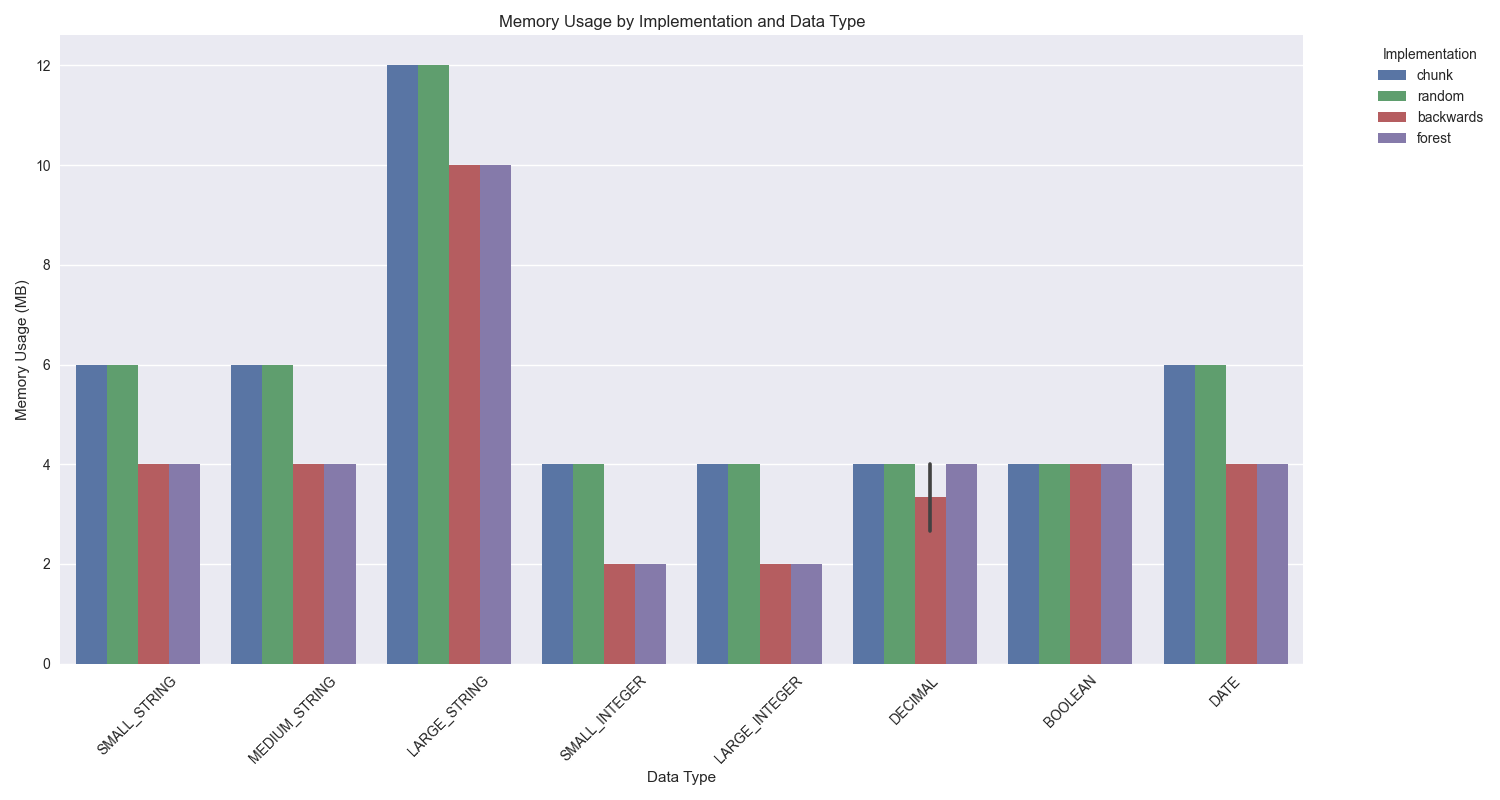 Memory Usage by Implementation and Data Type
Implementation
chunk
random
backwards
forest
Memory Usage (MB)
12
10
8
6
4
2
0
SMALL_STRING
MEDIUM_STRING
LARGE_STRING
SMALL_INTEGER
LARGE_INTEGER
DECIMAL
BOOLEAN
DATE
Data Type